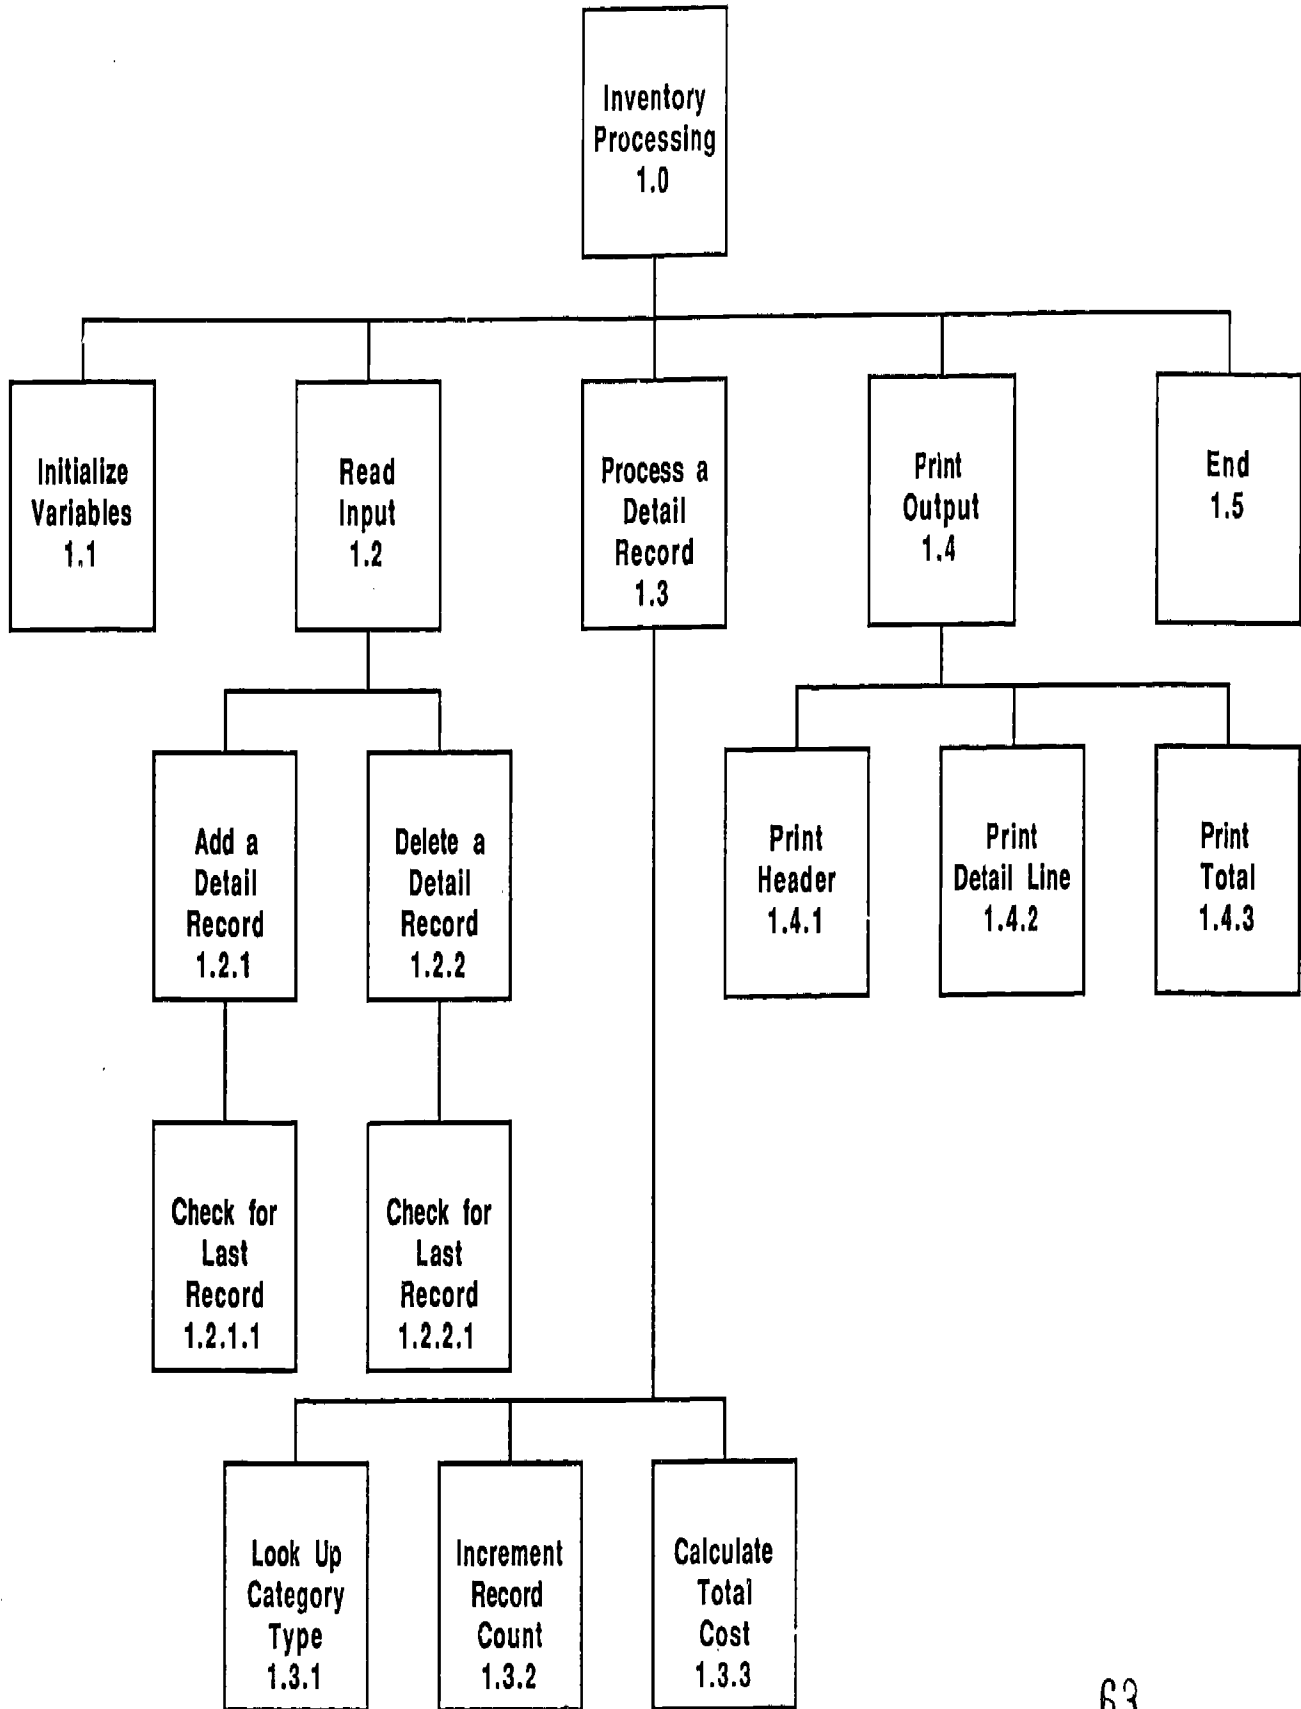 Inventory
Processing
1.0
Initialize
Variables
1.1
Read
Input
1.2
Process a
Detail
Record
1.3
Print
Output
1.4
End
1.5
Add a
Detail
Record
1.2.1
Delete a
Detail
Record
1.2.2
Print
Header
1.4.1
Print
Detail Line
1.4.2
Print
Total
1.4.3
Check for
Last
Record
1.2.1.1
Check for
Last
Record
1.2.2.1
Look Up
Category
Type
1.3.1
Increment
Record
Count
1.3.2
Calculate
Total
Cost
1.3.3
63